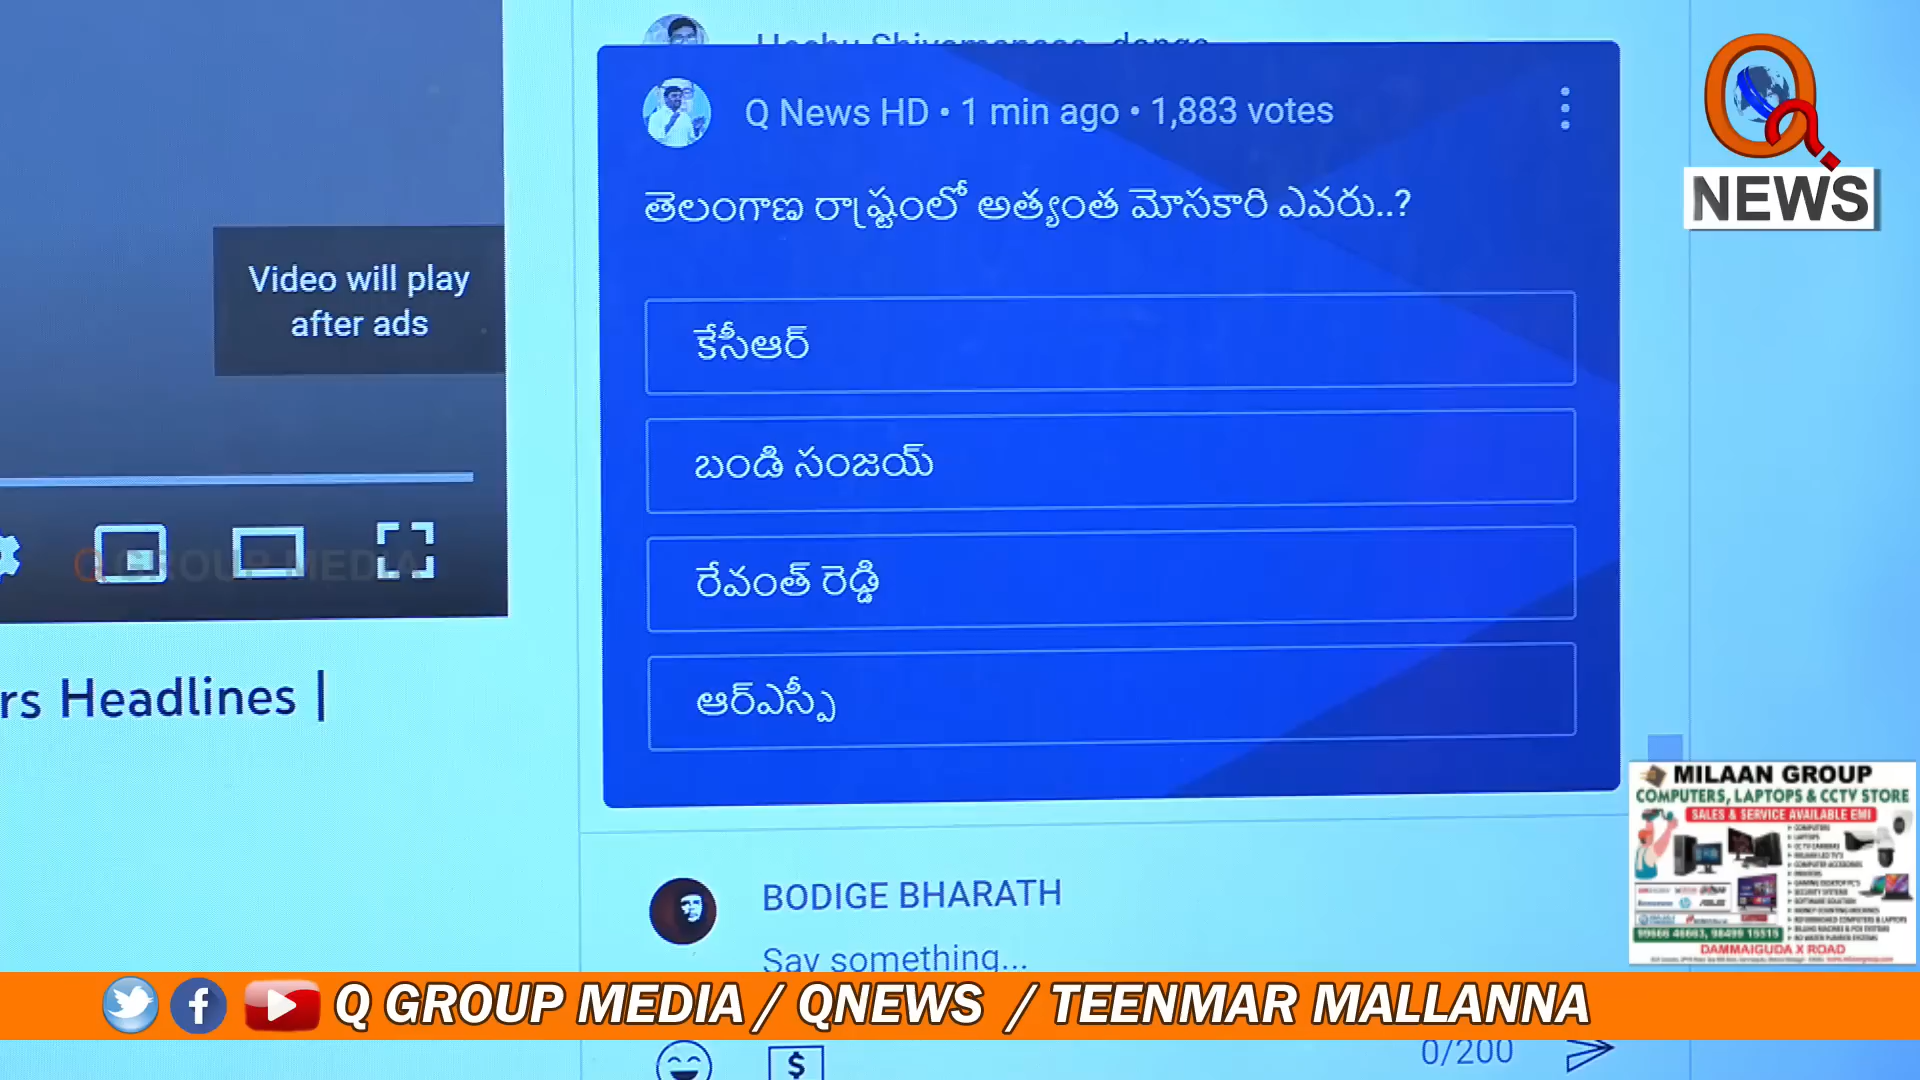 Q News HD • 1 min ago • 1,883 votes
తెలంగాణ రాష్ట్రంలో అత్యంత మోసకారి ఎవరు..?
కేసీఆర్
బండి సంజయ్
రేవంత్ రెడ్డి
ఆర్ఎస్పీ
Video will play
after ads
Q GROUP MEDIA
rs Headlines |
BODIGE BHARATH
Say something...
0/200
Q
NEWS
MILAAN GROUP
COMPUTERS, LAPTOPS & CCTV STORE
SALES & SERVICE AVAILABLE EMI
DAMMAIGUDA X ROAD
Q GROUP MEDIA / QNEWS / TEENMAR MALLANNA